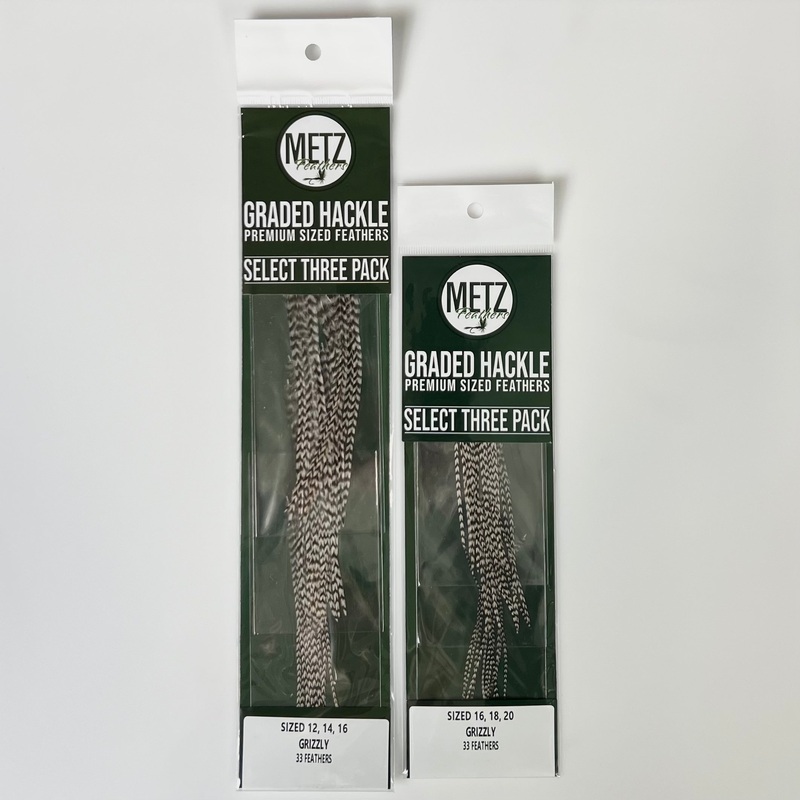 METZ
Feathers
GRADED HACKLE
PREMIUM SIZED FEATHERS
SELECT THREE PACK
SIZED 12, 14, 16
GRIZZLY
33 FEATHERS
METZ
Feathers
GRADED HACKLE
PREMIUM SIZED FEATHERS
SELECT THREE PACK
SIZED 16, 18, 20
GRIZZLY
33 FEATHERS